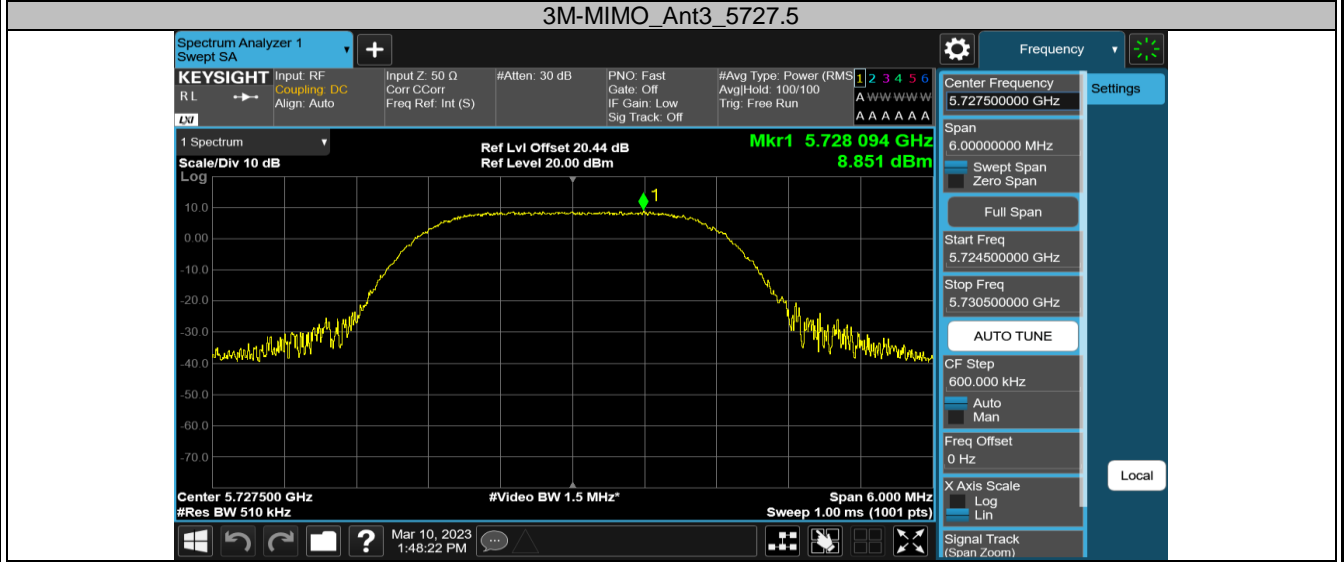 3M-MIMO_Ant3_5727.5
Spectrum Analyzer 1
Swept SA
+
Frequency
KEYSIGHT
R L
LXI
Input: RF
Coupling: DC
Align: Auto
Input Z: 50 Ω
Corr CCorr
Freq Ref: Int (S)
#Atten: 30 dB
PNO: Fast
Gate: Off
IF Gain: Low
Sig Track: Off
#Avg Type: Power (RMS
Avg|Hold: 100/100
Trig: Free Run
1 2 3 4 5 6
A W W W W W
A A A A A A
1 Spectrum
Scale/Div 10 dB
Log
Ref Lvl Offset 20.44 dB
Ref Level 20.00 dBm
Mkr1 5.728 094 GHz
8.851 dBm
1
10.0
0.00
-10.0
-20.0
-30.0
-40.0
-50.0
-60.0
-70.0
Center 5.727500 GHz
#Res BW 510 kHz
#Video BW 1.5 MHz*
Span 6.000 MHz
Sweep 1.00 ms (1001 pts)
?
Mar 10, 2023
1:48:22 PM
Center Frequency
5.727500000 GHz
Span
6.00000000 MHz
Swept Span
Zero Span
Full Span
Start Freq
5.724500000 GHz
Stop Freq
5.730500000 GHz
AUTO TUNE
CF Step
600.000 kHz
Auto
Man
Freq Offset
0 Hz
X Axis Scale
Log
Lin
Signal Track
(Span Zoom)
Settings
Local